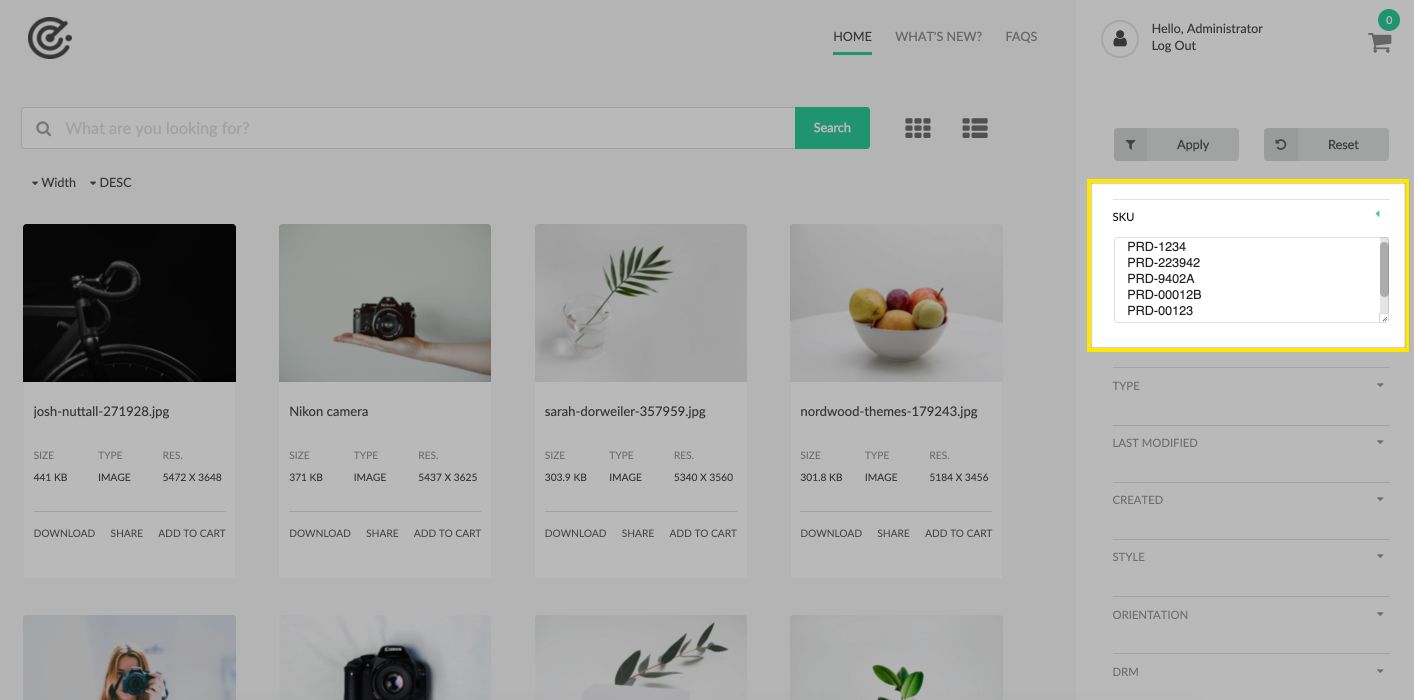 HOME WHAT'S NEW? FAQS
Hello, Administrator
Log Out
0
What are you looking for?
Search
Apply
Reset
Width DESC
SKU
PRD-1234
PRD-223942
PRD-9402A
PRD-00012B
PRD-00123
TYPE
LAST MODIFIED
CREATED
STYLE
ORIENTATION
DRM
josh-nuttall-271928.jpg
SIZE TYPE RES.
441 KB IMAGE 5472 X 3648
DOWNLOAD SHARE ADD TO CART
Nikon camera
SIZE TYPE RES.
371 KB IMAGE 5437 X 3625
DOWNLOAD SHARE ADD TO CART
sarah-dorweiler-357959.jpg
SIZE TYPE RES.
303.9 KB IMAGE 5340 X 3560
DOWNLOAD SHARE ADD TO CART
nordwood-themes-179243.jpg
SIZE TYPE RES.
301.8 KB IMAGE 5184 X 3456
DOWNLOAD SHARE ADD TO CART
Canon